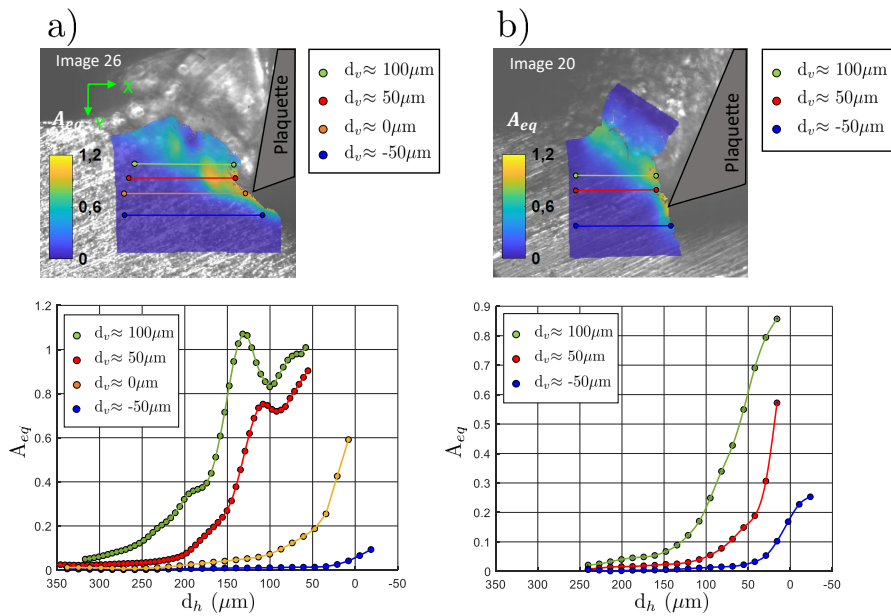 a)
Image 26
X
Y
A_eq
1,2
0,6
0
Plaquette
d_v ≈ 100μm
d_v ≈ 50μm
d_v ≈ 0μm
d_v ≈ -50μm
b)
Image 20
A_eq
1,2
0,6
0
Plaquette
d_v ≈ 100μm
d_v ≈ 50μm
d_v ≈ -50μm
1.2
1
0.8
0.6
0.4
0.2
0
A_eq
d_v ≈ 100μm
d_v ≈ 50μm
d_v ≈ 0μm
d_v ≈ -50μm
350 300 250 200 150 100 50 0 -50
d_h (μm)
0.9
0.8
0.7
0.6
0.5
0.4
0.3
0.2
0.1
0
A_eq
d_v ≈ 100μm
d_v ≈ 50μm
d_v ≈ -50μm
350 300 250 200 150 100 50 0 -50
d_h (μm)